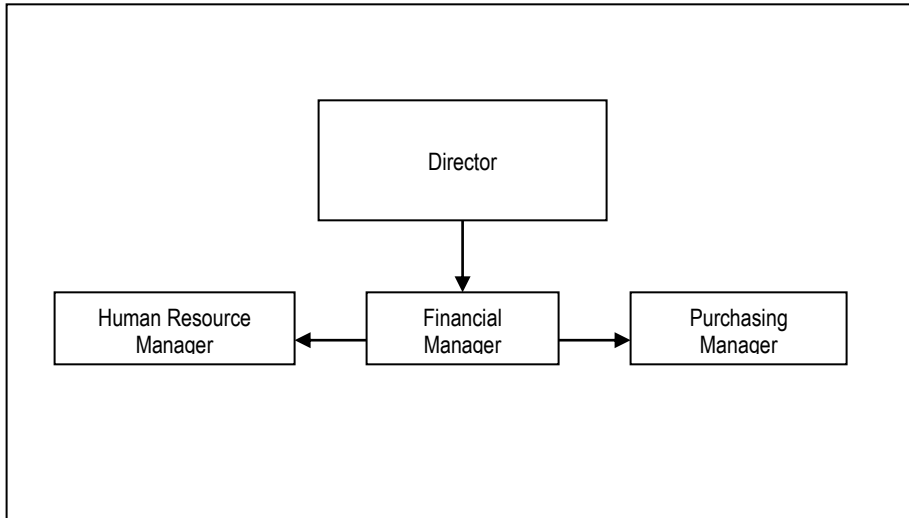 Director
Human Resource
Manager
Financial
Manager
Purchasing
Manager